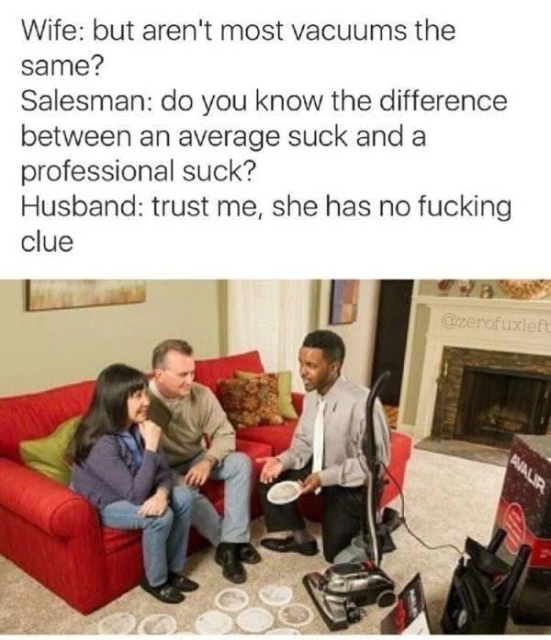 Wife: but aren't most vacuums the
same?
Salesman: do you know the difference
between an average suck and a
professional suck?
Husband: trust me, she has no fucking
clue
@zerofuxleft
AVALIR